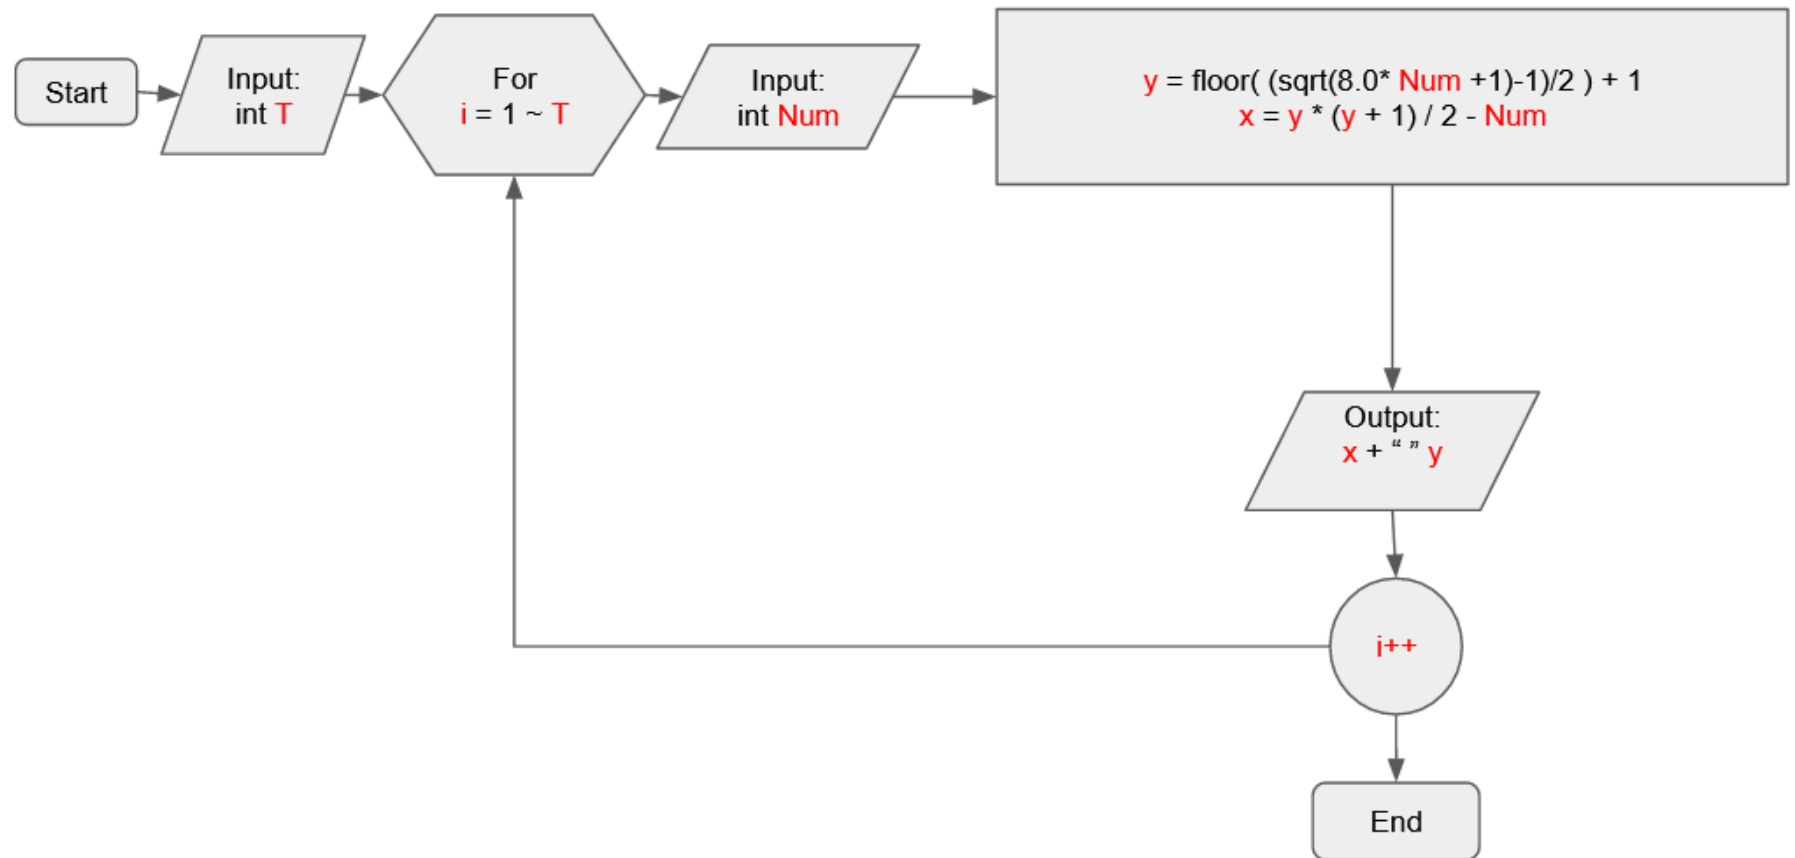 Start
Input:
int T
For
i = 1 ~ T
Input:
int Num
y = floor( (sqrt(8.0* Num +1)-1)/2 ) + 1
x = y * (y + 1) / 2 - Num
Output:
x + “ ” y
i++
End